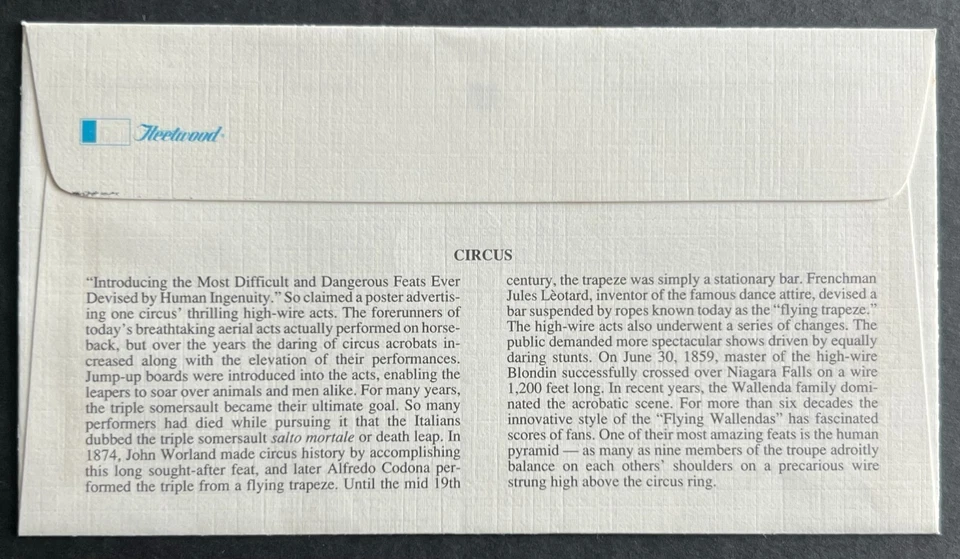 Fleetwood
CIRCUS
“Introducing the Most Difficult and Dangerous Feats Ever
Devised by Human Ingenuity.” So claimed a poster advertis-
ing one circus’ thrilling high-wire acts. The forerunners of
today’s breathtaking aerial acts actually performed on horse-
back, but over the years the daring of circus acrobats in-
creased along with the elevation of their performances.
Jump-up boards were introduced into the acts, enabling the
leapers to soar over animals and men alike. For many years,
the triple somersault became their ultimate goal. So many
performers had died while pursuing it that the Italians
dubbed the triple somersault salto mortale or death leap. In
1874, John Worland made circus history by accomplishing
this long sought-after feat, and later Alfredo Codona per-
formed the triple from a flying trapeze. Until the mid 19th
century, the trapeze was simply a stationary bar. Frenchman
Jules Lèotard, inventor of the famous dance attire, devised a
bar suspended by ropes known today as the “flying trapeze.”
The high-wire acts also underwent a series of changes. The
public demanded more spectacular shows driven by equally
daring stunts. On June 30, 1859, master of the high-wire
Blondin successfully crossed over Niagara Falls on a wire
1,200 feet long. In recent years, the Wallenda family domi-
nated the acrobatic scene. For more than six decades the
innovative style of the “Flying Wallendas” has fascinated
scores of fans. One of their most amazing feats is the human
pyramid — as many as nine members of the troupe adroitly
balance on each others’ shoulders on a precarious wire
strung high above the circus ring.